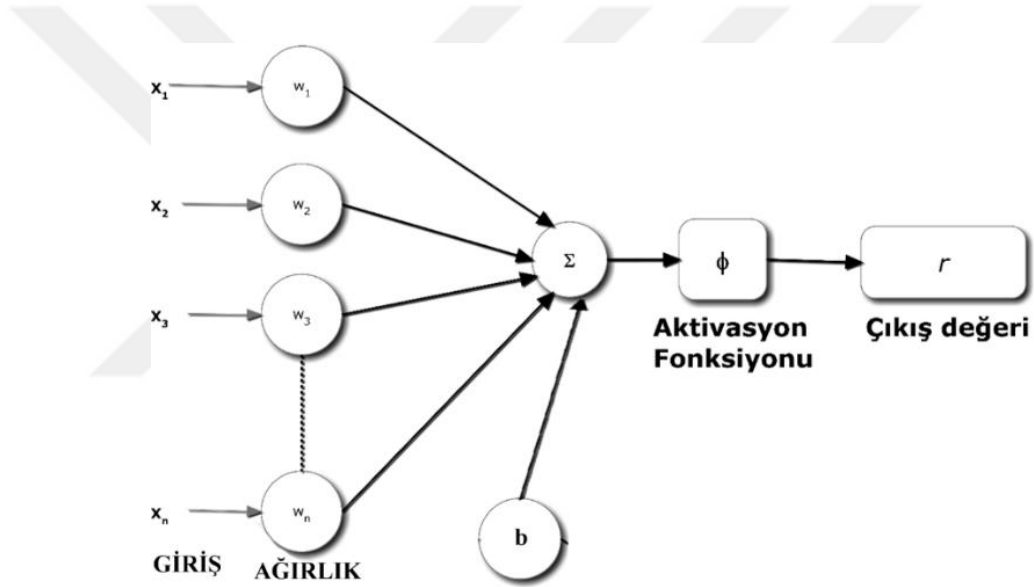 x₁ w₁
x₂ w₂
Σ ϕ r
x₃ w₃
Aktivasyon Fonksiyonu
Çıkış değeri
xₙ wₙ
b
GİRİŞ AĞIRLIK